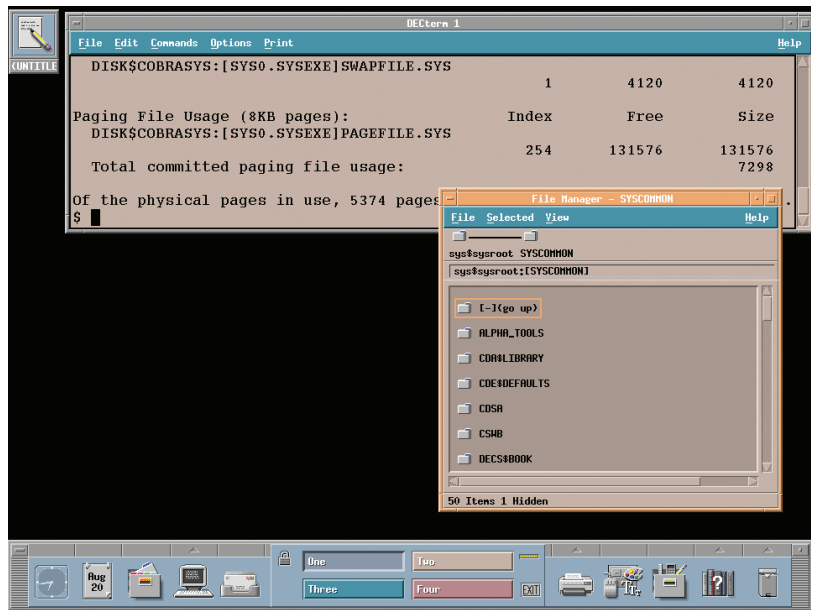 DECterm 1
File Edit Commands Options Print Help
(UNTITLE
DISK$COBRASYS:[SYS0.SYSEXE]SWAPFILE.SYS
1 4120 4120
Paging File Usage (8KB pages): Index Free Size
DISK$COBRASYS:[SYS0.SYSEXE]PAGEFILE.SYS
254 131576 131576
Total committed paging file usage: 7298
Of the physical pages in use, 5374 pages
$
File Manager - SYSCOMMON
File Selected View Help
sys$sysroot SYSCOMMON
sys$sysroot:[SYSCOMMON]
[-](go up)
ALPHA_TOOLS
CDA$LIBRARY
CDE$DEFAULTS
CDSA
CSWB
DECS$BOOK
50 Items 1 Hidden
One Two
Aug
20
Three Four EXIT